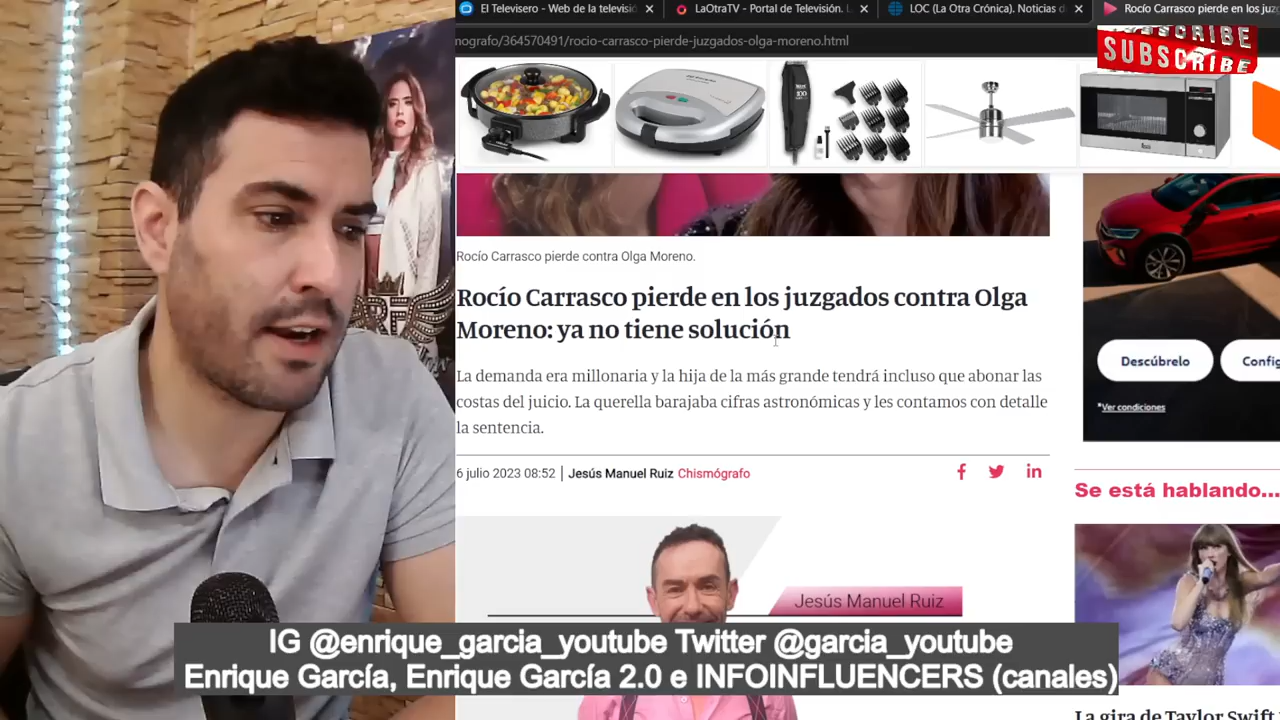 El Televisero - Web de la televisió
LaOtraTV - Portal de Televisión. L
LOC (La Otra Crónica). Noticias d
Rocío Carrasco pierde en los juzg
nografo/364570491/rocio-carrasco-pierde-juzgados-olga-moreno.html
SUBSCRIBE
SUBSCRIBE
Rocío Carrasco pierde contra Olga Moreno.
Rocío Carrasco pierde en los juzgados contra Olga
Moreno: ya no tiene solución
La demanda era millonaria y la hija de la más grande tendrá incluso que abonar las
costas del juicio. La querella barajaba cifras astronómicas y les contamos con detalle
la sentencia.
6 julio 2023 08:52 | Jesús Manuel Ruiz Chismógrafo
Descúbrelo
Config
*Ver condiciones
Se está hablando...
Jesús Manuel Ruiz
IG @enrique_garcia_youtube Twitter @garcia_youtube
Enrique García, Enrique García 2.0 e INFOINFLUENCERS (canales)
La gira de Taylor Swift